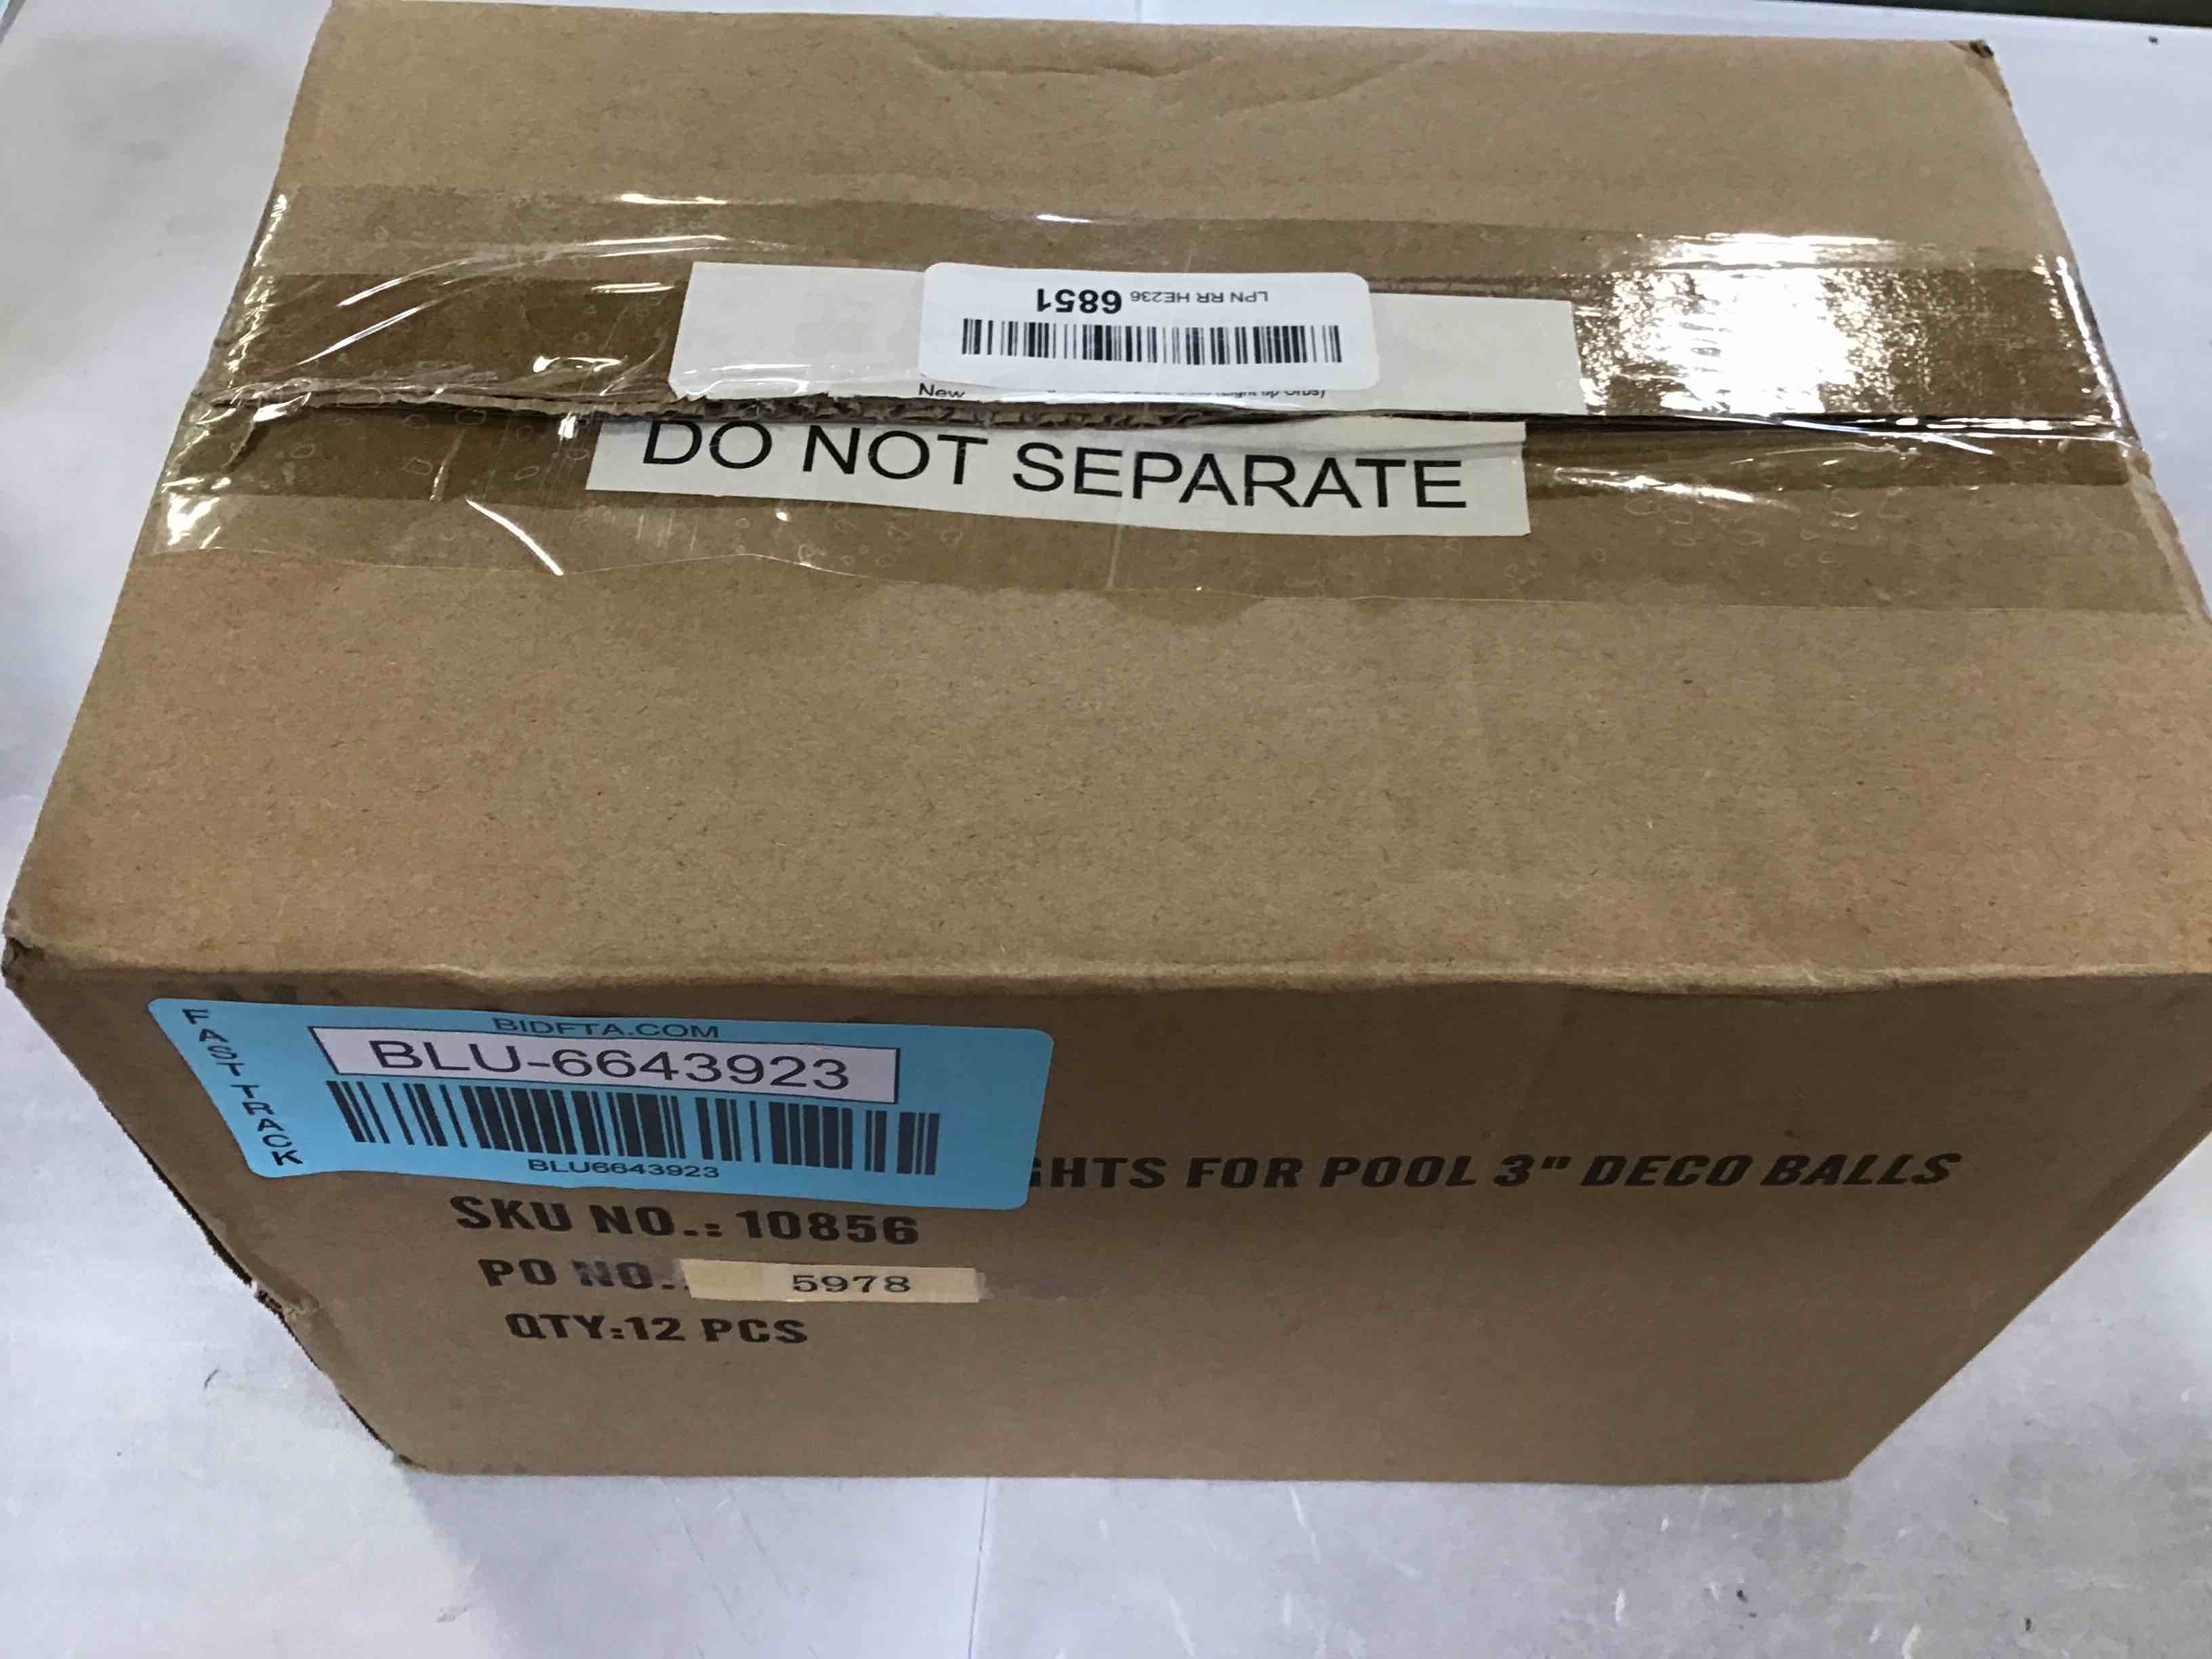 LPN RR HE236 6851
New
DO NOT SEPARATE
FAST TRACK
BIDFTA.COM
BLU-6643923
BLU6643923
GHTS FOR POOL 3" DECO BALLS
SKU NO.: 10856
PO NO.: 5978
QTY:12 PCS